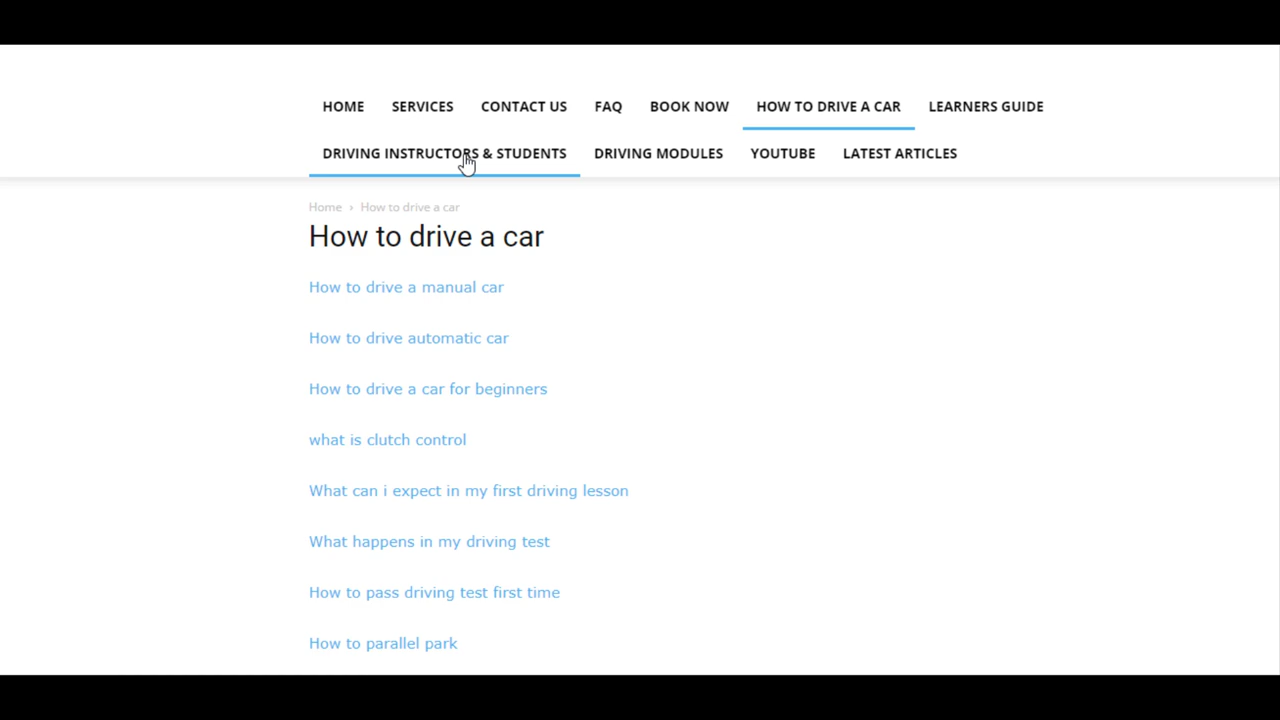 HOME SERVICES CONTACT US FAQ BOOK NOW HOW TO DRIVE A CAR LEARNERS GUIDE
DRIVING INSTRUCTORS & STUDENTS DRIVING MODULES YOUTUBE LATEST ARTICLES
Home › How to drive a car
How to drive a car
How to drive a manual car
How to drive automatic car
How to drive a car for beginners
what is clutch control
What can i expect in my first driving lesson
What happens in my driving test
How to pass driving test first time
How to parallel park